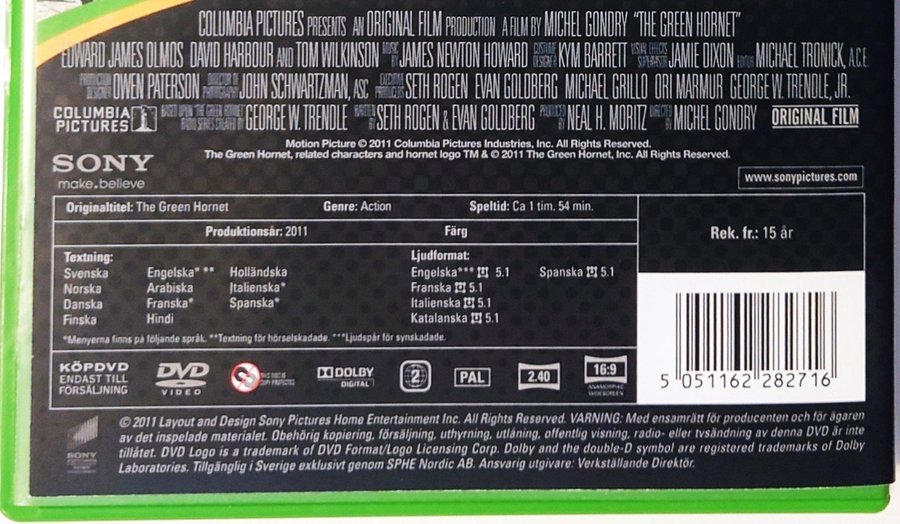 COLUMBIA PICTURES PRESENTS AN ORIGINAL FILM PRODUCTION A FILM BY MICHEL GONDRY "THE GREEN HORNET"
EDWARD JAMES OLMOS DAVID HARBOUR AND TOM WILKINSON MUSIC BY JAMES NEWTON HOWARD COSTUME DESIGNER KYM BARRETT VISUAL EFFECTS SUPERVISOR JAMIE DIXON EDITOR MICHAEL TRONICK, A.C.E.
PRODUCTION DESIGNER OWEN PATERSON DIRECTOR OF PHOTOGRAPHY JOHN SCHWARTZMAN, ASC EXECUTIVE PRODUCERS SETH ROGEN EVAN GOLDBERG MICHAEL GRILLO ORI MARMUR GEORGE W. TRENDLE, JR.
COLUMBIA PICTURES BASED UPON "THE GREEN HORNET" RADIO SERIES CREATED BY GEORGE W. TRENDLE WRITTEN BY SETH ROGEN & EVAN GOLDBERG PRODUCED BY NEAL H. MORITZ DIRECTED BY MICHEL GONDRY ORIGINAL FILM
Motion Picture © 2011 Columbia Pictures Industries, Inc. All Rights Reserved.
The Green Hornet, related characters and hornet logo TM & © 2011 The Green Hornet, Inc. All Rights Reserved.
SONY
make.believe
www.sonypictures.com
Originaltitel: The Green Hornet Genre: Action Speltid: Ca 1 tim. 54 min.
Produktionsår: 2011 Färg
Rek. fr.: 15 år
Textning:
Svenska Engelska* ** Holländska
Norska Arabiska Italienska*
Danska Franska* Spanska*
Finska Hindi
Ljudformat:
Engelska*** 5.1 Spanska 5.1
Franska 5.1
Italienska 5.1
Katalanska 5.1
*Menyerna finns på följande språk. **Textning för hörselskadade. ***Ljudspår för synskadade.
KÖPDVD
ENDAST TILL
FÖRSÄLJNING
DVD
VIDEO
THIS DISC IS
COPY PROTECTED
DOLBY
DIGITAL
2
PAL
2.40
16:9
ANAMORPHIC
WIDESCREEN
5 051162 282716
© 2011 Layout and Design Sony Pictures Home Entertainment Inc. All Rights Reserved. VARNING: Med ensamrätt för producenten och för ägaren
av det inspelade materialet. Obehörig kopiering, försäljning, uthyrning, utlåning, offentlig visning, radio- eller tvsändning av denna DVD är inte
tillåtet. DVD Logo is a trademark of DVD Format/Logo Licensing Corp. Dolby and the double-D symbol are registered trademarks of Dolby
Laboratories. Tillgänglig i Sverige exklusivt genom SPHE Nordic AB. Ansvarig utgivare: Verkställande Direktör.
SONY
PICTURES